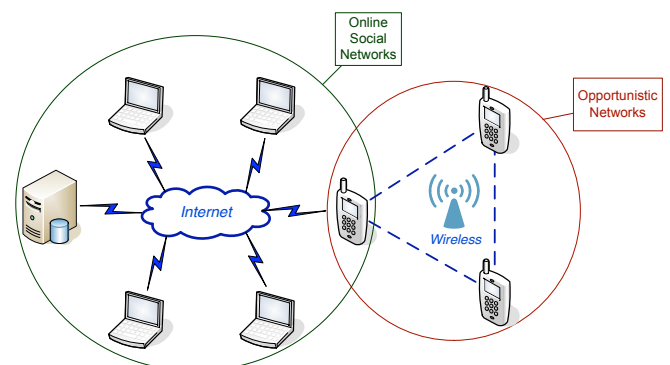 Online
Social
Networks
Opportunistic
Networks
Internet
Wireless